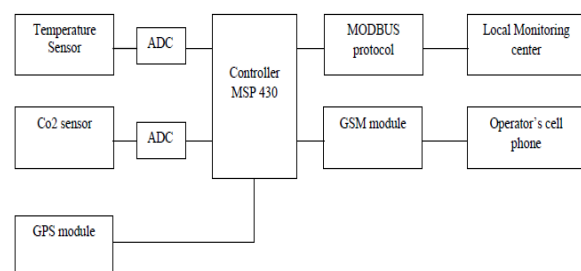 Temperature
Sensor
ADC
Controller
MSP 430
MODBUS
protocol
Local Monitoring
center
Co2 sensor
ADC
GSM module
Operator's cell
phone
GPS module